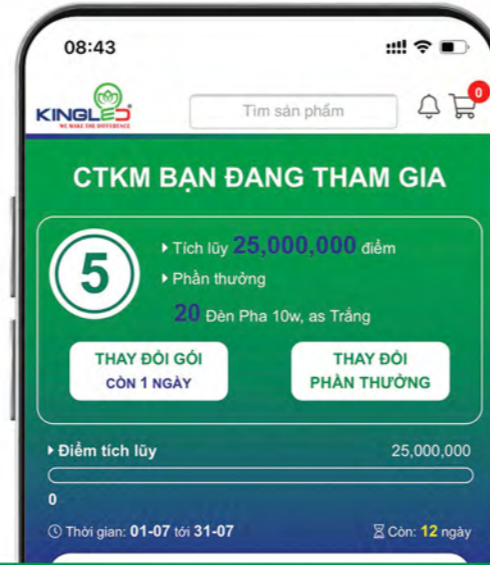 08:43
KINGLED
WE MAKE THE DIFFERENCE
Tìm sản phẩm
0
CTKM BẠN ĐANG THAM GIA
5
Tích lũy 25,000,000 điểm
Phần thưởng
20 Đèn Pha 10w, as Trắng
THAY ĐỔI GÓI
CÒN 1 NGÀY
THAY ĐỔI
PHẦN THƯỞNG
Điểm tích lũy 25,000,000
0
Thời gian: 01-07 tới 31-07 Còn: 12 ngày